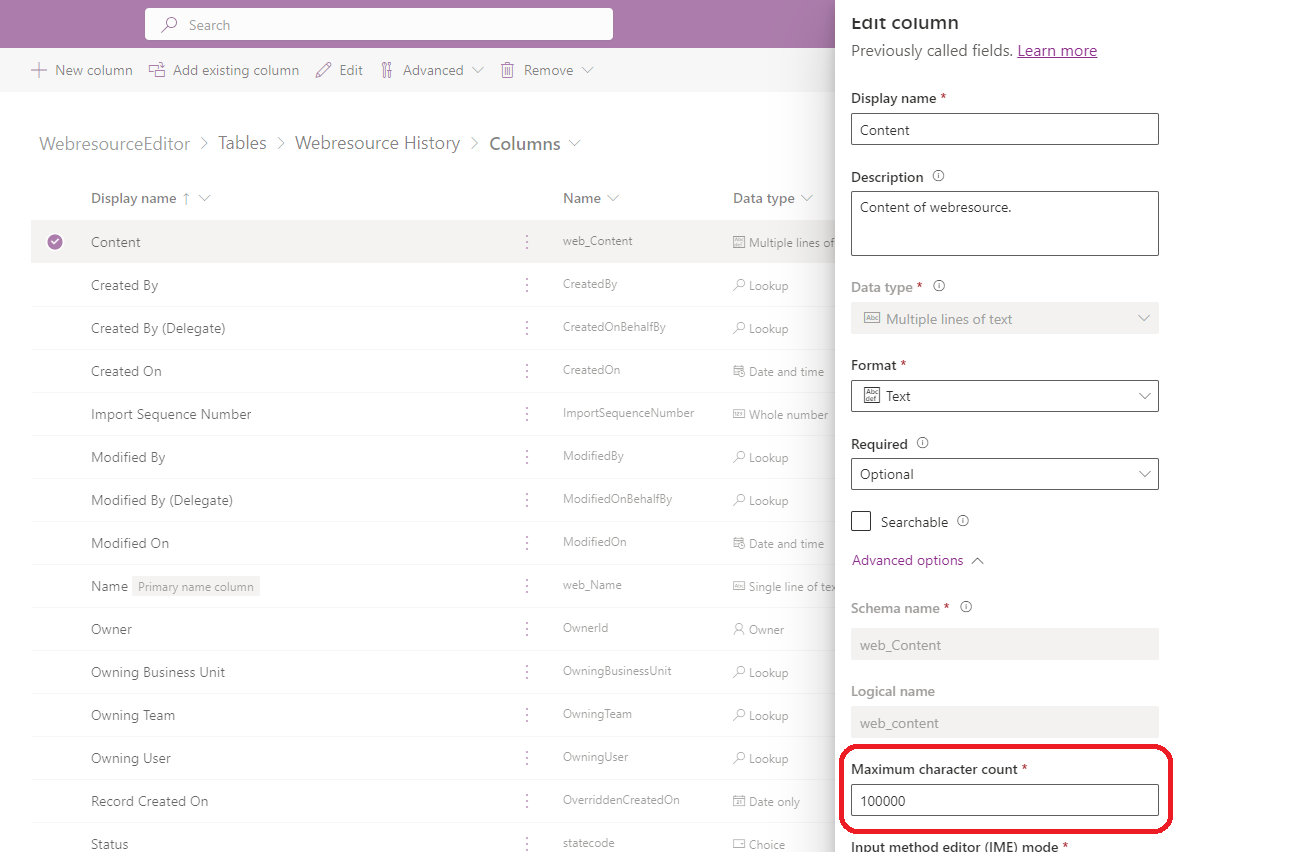 Search
New column Add existing column Edit Advanced Remove
WebresourceEditor > Tables > Webresource History > Columns
Display name ↑ Name Data type
Content web_Content Multiple lines of
Created By CreatedBy Lookup
Created By (Delegate) CreatedOnBehalfBy Lookup
Created On CreatedOn Date and time
Import Sequence Number ImportSequenceNumber Whole number
Modified By ModifiedBy Lookup
Modified By (Delegate) ModifiedOnBehalfBy Lookup
Modified On ModifiedOn Date and time
Name Primary name column web_Name Single line of tex
Owner OwnerId Owner
Owning Business Unit OwningBusinessUnit Lookup
Owning Team OwningTeam Lookup
Owning User OwningUser Lookup
Record Created On OverriddenCreatedOn Date only
Status statecode Choice
Edit column
Previously called fields. Learn more
Display name *
Content
Description
Content of webresource.
Data type *
Abc Multiple lines of text
Format *
Abc def Text
Required
Optional
Searchable
Advanced options
Schema name *
web_Content
Logical name
web_content
Maximum character count *
100000
Input method editor (IME) mode *